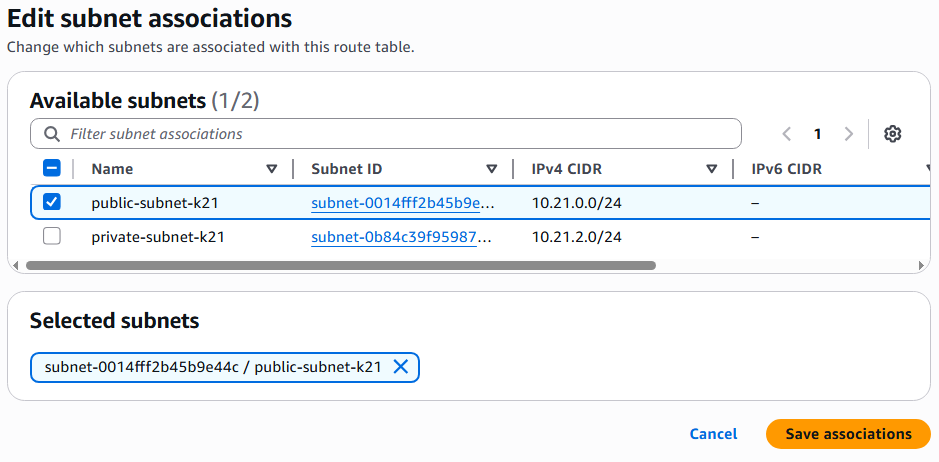 Edit subnet associations
Change which subnets are associated with this route table.
Available subnets (1/2)
Filter subnet associations
1
Name Subnet ID IPv4 CIDR IPv6 CIDR
public-subnet-k21 subnet-0014fff2b45b9e... 10.21.0.0/24 –
private-subnet-k21 subnet-0b84c39f95987... 10.21.2.0/24 –
Selected subnets
subnet-0014fff2b45b9e44c / public-subnet-k21
Cancel Save associations